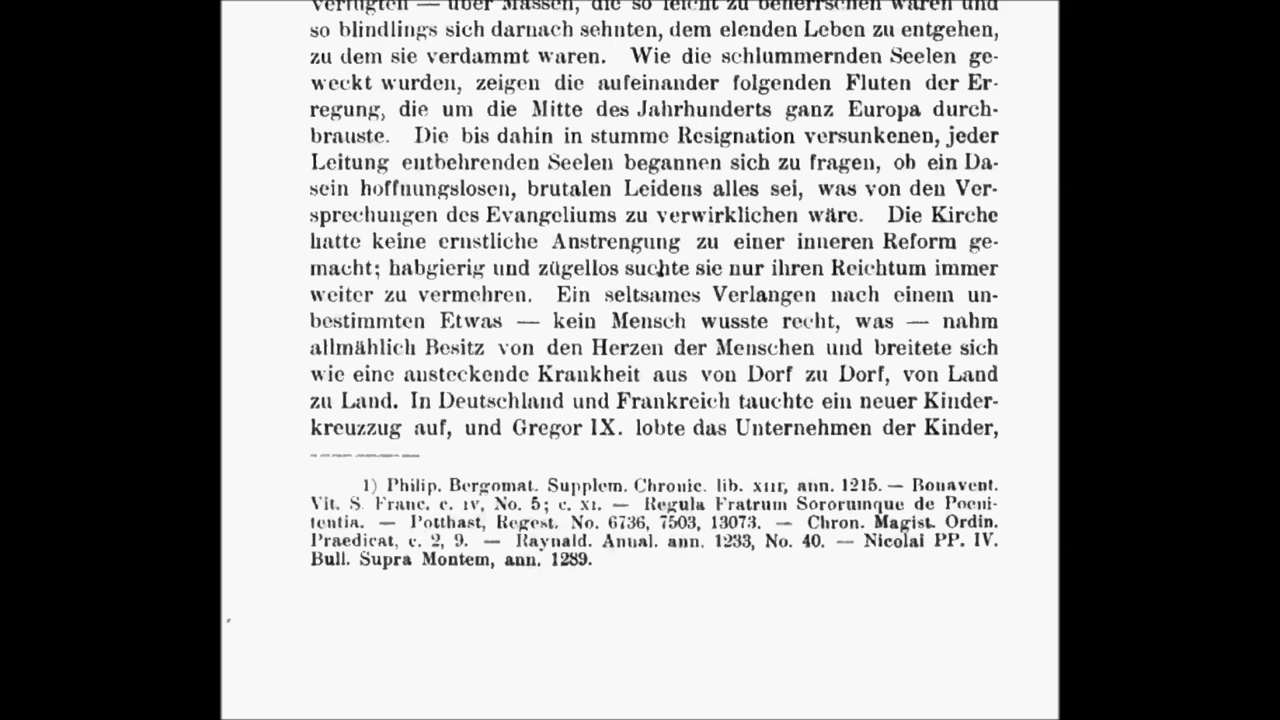 verfügten — über Massen, die so leicht zu beherrschen waren und
so blindlings sich darnach sehnten, dem elenden Leben zu entgehen,
zu dem sie verdammt waren. Wie die schlummernden Seelen ge-
weckt wurden, zeigen die aufeinander folgenden Fluten der Er-
regung, die um die Mitte des Jahrhunderts ganz Europa durch-
brauste. Die bis dahin in stumme Resignation versunkenen, jeder
Leitung entbehrenden Seelen begannen sich zu fragen, ob ein Da-
sein hoffnungslosen, brutalen Leidens alles sei, was von den Ver-
sprechungen des Evangeliums zu verwirklichen wäre. Die Kirche
hatte keine ernstliche Anstrengung zu einer inneren Reform ge-
macht; habgierig und zügellos suchte sie nur ihren Reichtum immer
weiter zu vermehren. Ein seltsames Verlangen nach einem un-
bestimmten Etwas — kein Mensch wusste recht, was — nahm
allmählich Besitz von den Herzen der Menschen und breitete sich
wie eine ansteckende Krankheit aus von Dorf zu Dorf, von Land
zu Land. In Deutschland und Frankreich tauchte ein neuer Kinder-
kreuzzug auf, und Gregor IX. lobte das Unternehmen der Kinder,
1) Philip. Bergomat. Supplem. Chronic. lib. XIII, ann. 1215. — Bonavent.
Vit. S. Franc. c. IV, No. 5; c. XI. — Regula Fratrum Sororumque de Poeni-
tentia. — Potthast, Regest. No. 6736, 7503, 13073. — Chron. Magist. Ordin.
Praedicat, c. 2, 9. — Raynald. Annal. ann. 1233, No. 40. — Nicolai PP. IV.
Bull. Supra Montem, ann. 1289.